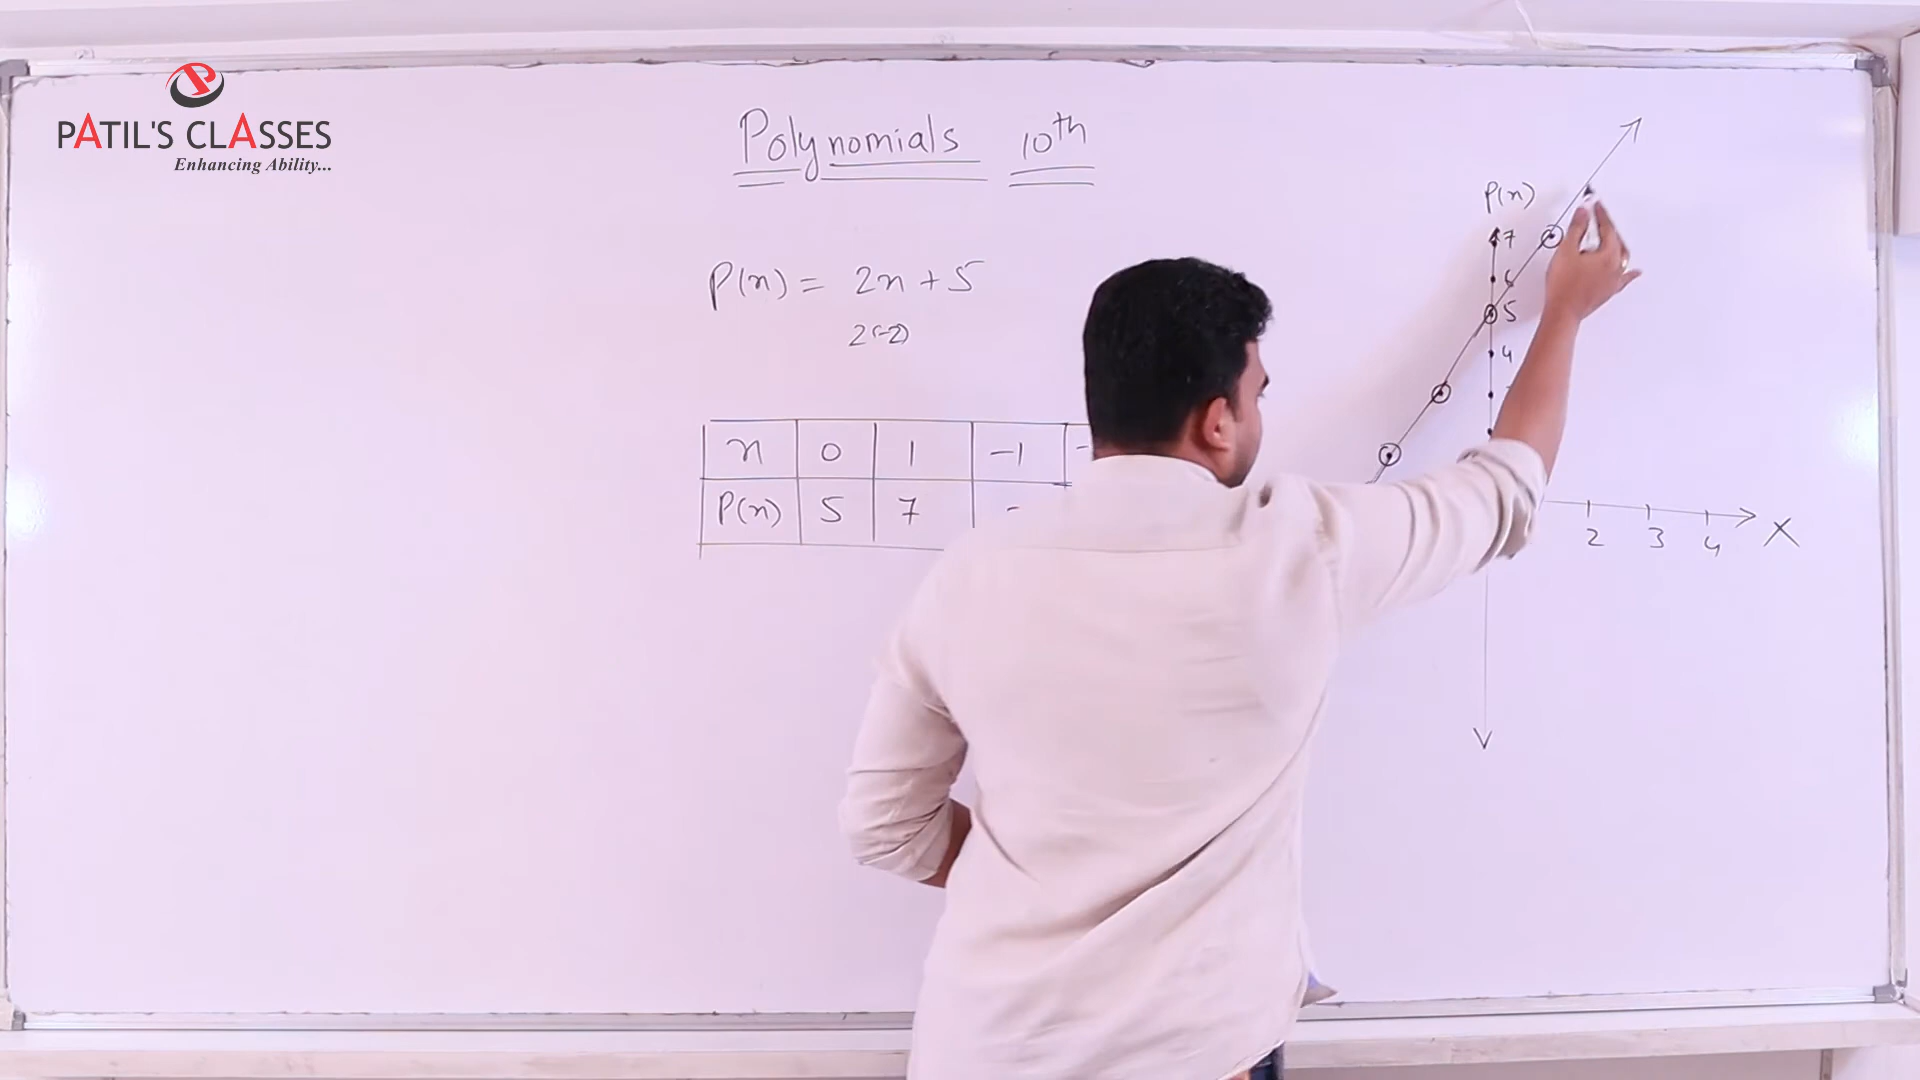 PATIL'S CLASSES
Enhancing Ability...
Polynomials 10th
P(x) = 2x + 5
2(-2)
x 0 1 -1 -
P(x) 5 7 -
P(x)
7
6
5
4
2 3 4 X